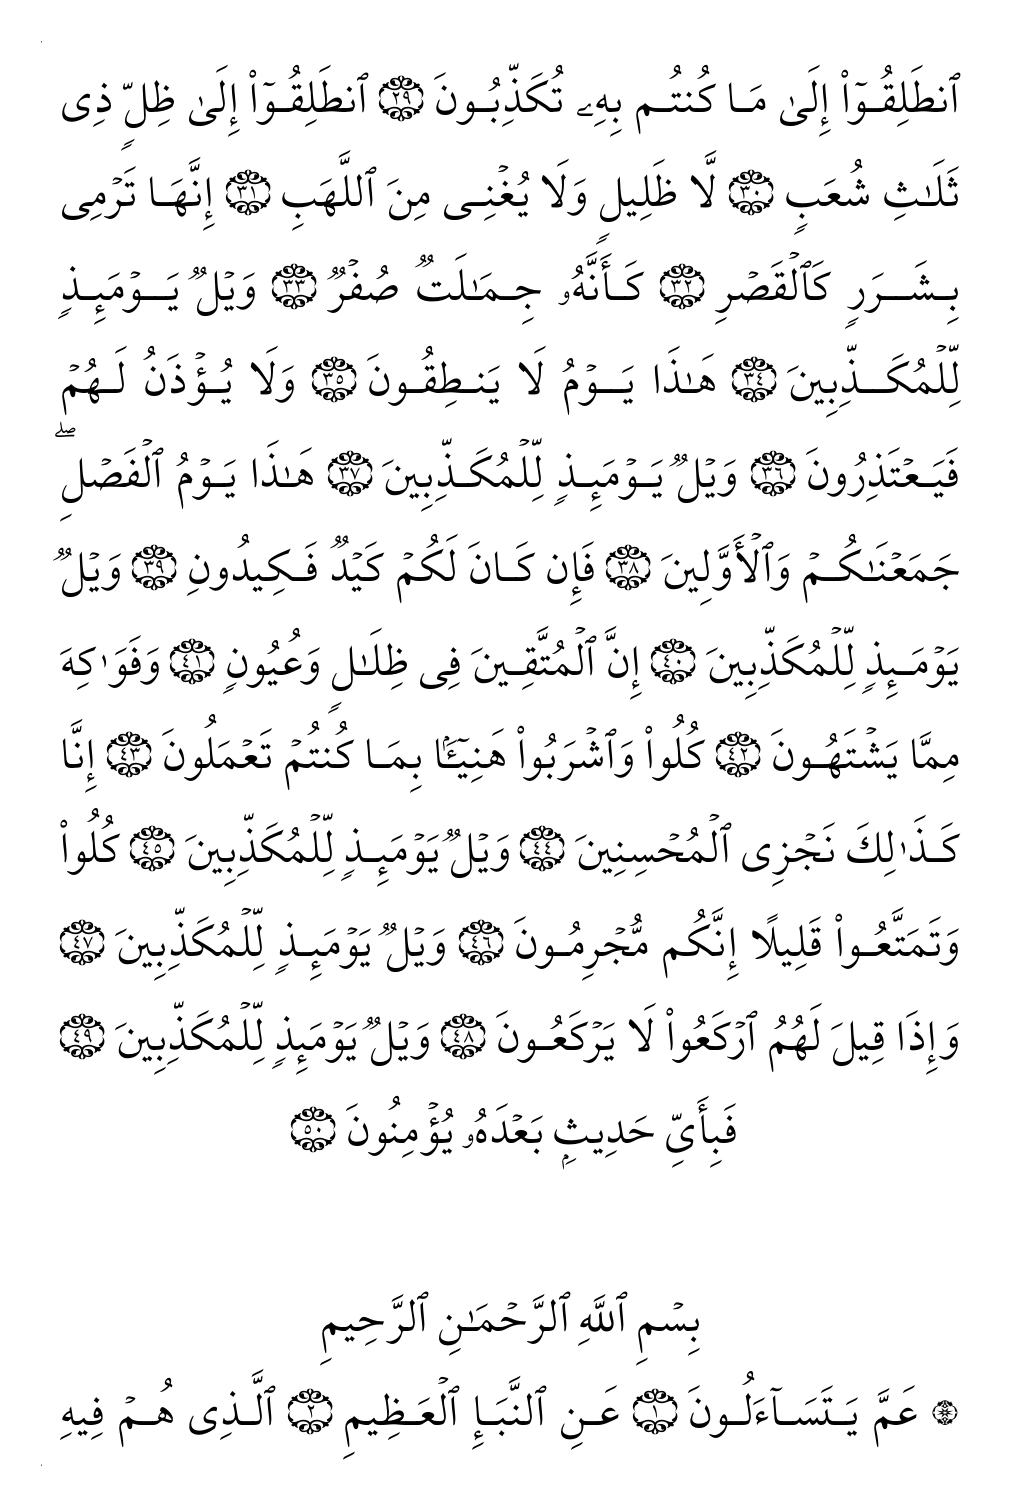 ٱنطَلِقُوٓا۟ إِلَىٰ مَا كُنتُم بِهِۦ تُكَذِّبُونَ ٢٩ ٱنطَلِقُوٓا۟ إِلَىٰ ظِلٍّ ذِى
ثَلَـٰثِ شُعَبٍ ٣٠ لَّا ظَلِيلٍ وَلَا يُغْنِى مِنَ ٱللَّهَبِ ٣١ إِنَّهَا تَرْمِى
بِشَرَرٍ كَٱلْقَصْرِ ٣٢ كَأَنَّهُۥ جِمَـٰلَتٌ صُفْرٌ ٣٣ وَيْلٌ يَوْمَئِذٍ
لِّلْمُكَذِّبِينَ ٣٤ هَـٰذَا يَوْمُ لَا يَنطِقُونَ ٣٥ وَلَا يُؤْذَنُ لَهُمْ
فَيَعْتَذِرُونَ ٣٦ وَيْلٌ يَوْمَئِذٍ لِّلْمُكَذِّبِينَ ٣٧ هَـٰذَا يَوْمُ ٱلْفَصْلِ ۖ
جَمَعْنَـٰكُمْ وَٱلْأَوَّلِينَ ٣٨ فَإِن كَانَ لَكُمْ كَيْدٌ فَكِيدُونِ ٣٩ وَيْلٌ
يَوْمَئِذٍ لِّلْمُكَذِّبِينَ ٤٠ إِنَّ ٱلْمُتَّقِينَ فِى ظِلَـٰلٍ وَعُيُونٍ ٤١ وَفَوَٰكِهَ
مِمَّا يَشْتَهُونَ ٤٢ كُلُوا۟ وَٱشْرَبُوا۟ هَنِيٓـًٔۢا بِمَا كُنتُمْ تَعْمَلُونَ ٤٣ إِنَّا
كَذَٰلِكَ نَجْزِى ٱلْمُحْسِنِينَ ٤٤ وَيْلٌ يَوْمَئِذٍ لِّلْمُكَذِّبِينَ ٤٥ كُلُوا۟
وَتَمَتَّعُوا۟ قَلِيلًا إِنَّكُم مُّجْرِمُونَ ٤٦ وَيْلٌ يَوْمَئِذٍ لِّلْمُكَذِّبِينَ ٤٧
وَإِذَا قِيلَ لَهُمُ ٱرْكَعُوا۟ لَا يَرْكَعُونَ ٤٨ وَيْلٌ يَوْمَئِذٍ لِّلْمُكَذِّبِينَ ٤٩
فَبِأَىِّ حَدِيثٍۭ بَعْدَهُۥ يُؤْمِنُونَ ٥٠
بِسْمِ ٱللَّهِ ٱلرَّحْمَـٰنِ ٱلرَّحِيمِ
۞ عَمَّ يَتَسَآءَلُونَ ١ عَنِ ٱلنَّبَإِ ٱلْعَظِيمِ ٢ ٱلَّذِى هُمْ فِيهِ